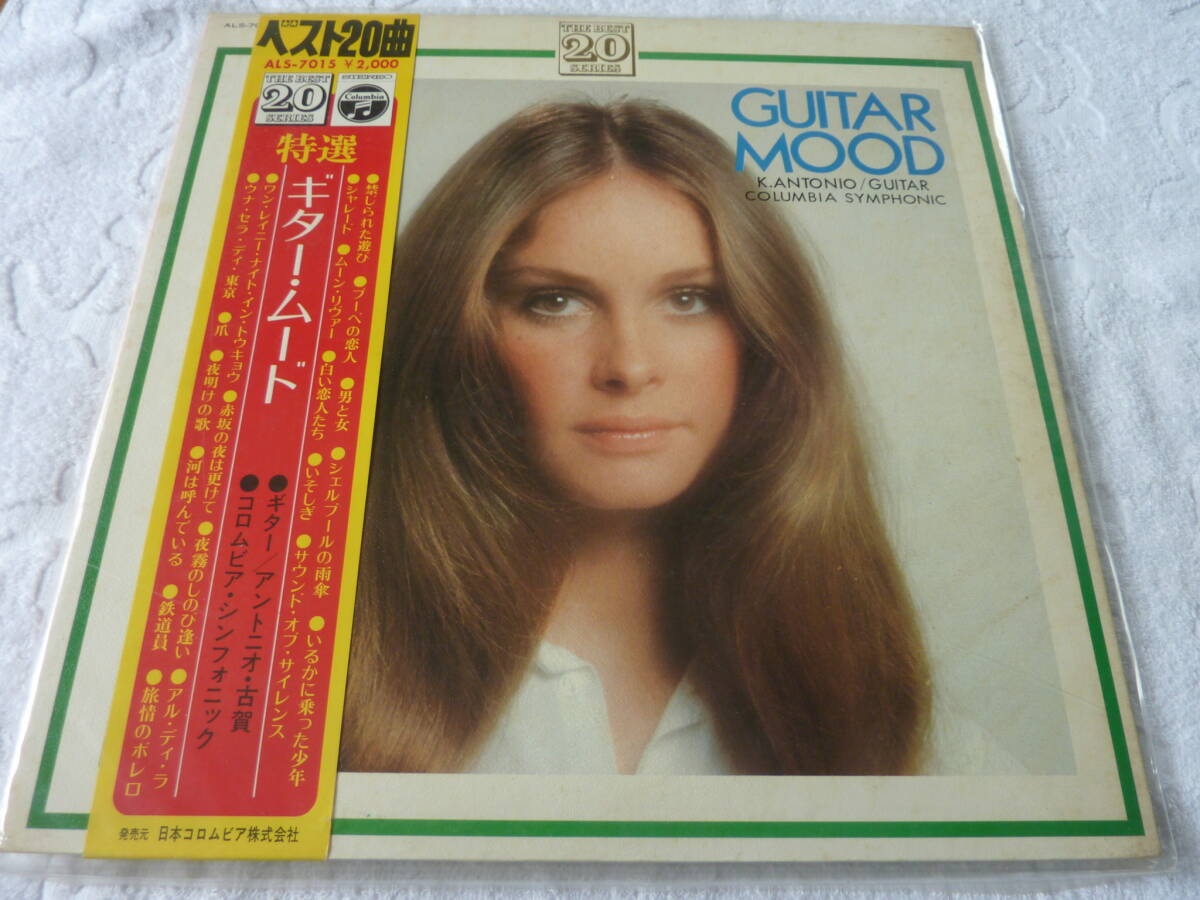 ALS-70
ベスト20曲
ALS-7015 ¥2,000
THE BEST
20
SERIES
STEREO
Columbia
特選
ギター・ムード
●禁じられた遊び ●ブーベの恋人 ●男と女 ●シェルブールの雨傘 ●いるかに乗った少年
●シャレード ●ムーン・リヴァー ●白い恋人たち ●いそしぎ ●サウンド・オブ・サイレンス
●ギター/アントニオ・古賀
●コロムビア・シンフォニック
●ワン・レイニー・ナイト・イン・トウキョウ ●赤坂の夜は更けて ●夜霧のしのび逢い ●アル・ディ・ラ
●ウナ・セラ・ディ・東京 ●爪 ●夜明けの歌 ●河は呼んでいる ●鉄道員 ●旅情のボレロ
発売元 日本コロムビア株式会社
THE BEST
20
SERIES
GUITAR
MOOD
K.ANTONIO/GUITAR
COLUMBIA SYMPHONIC